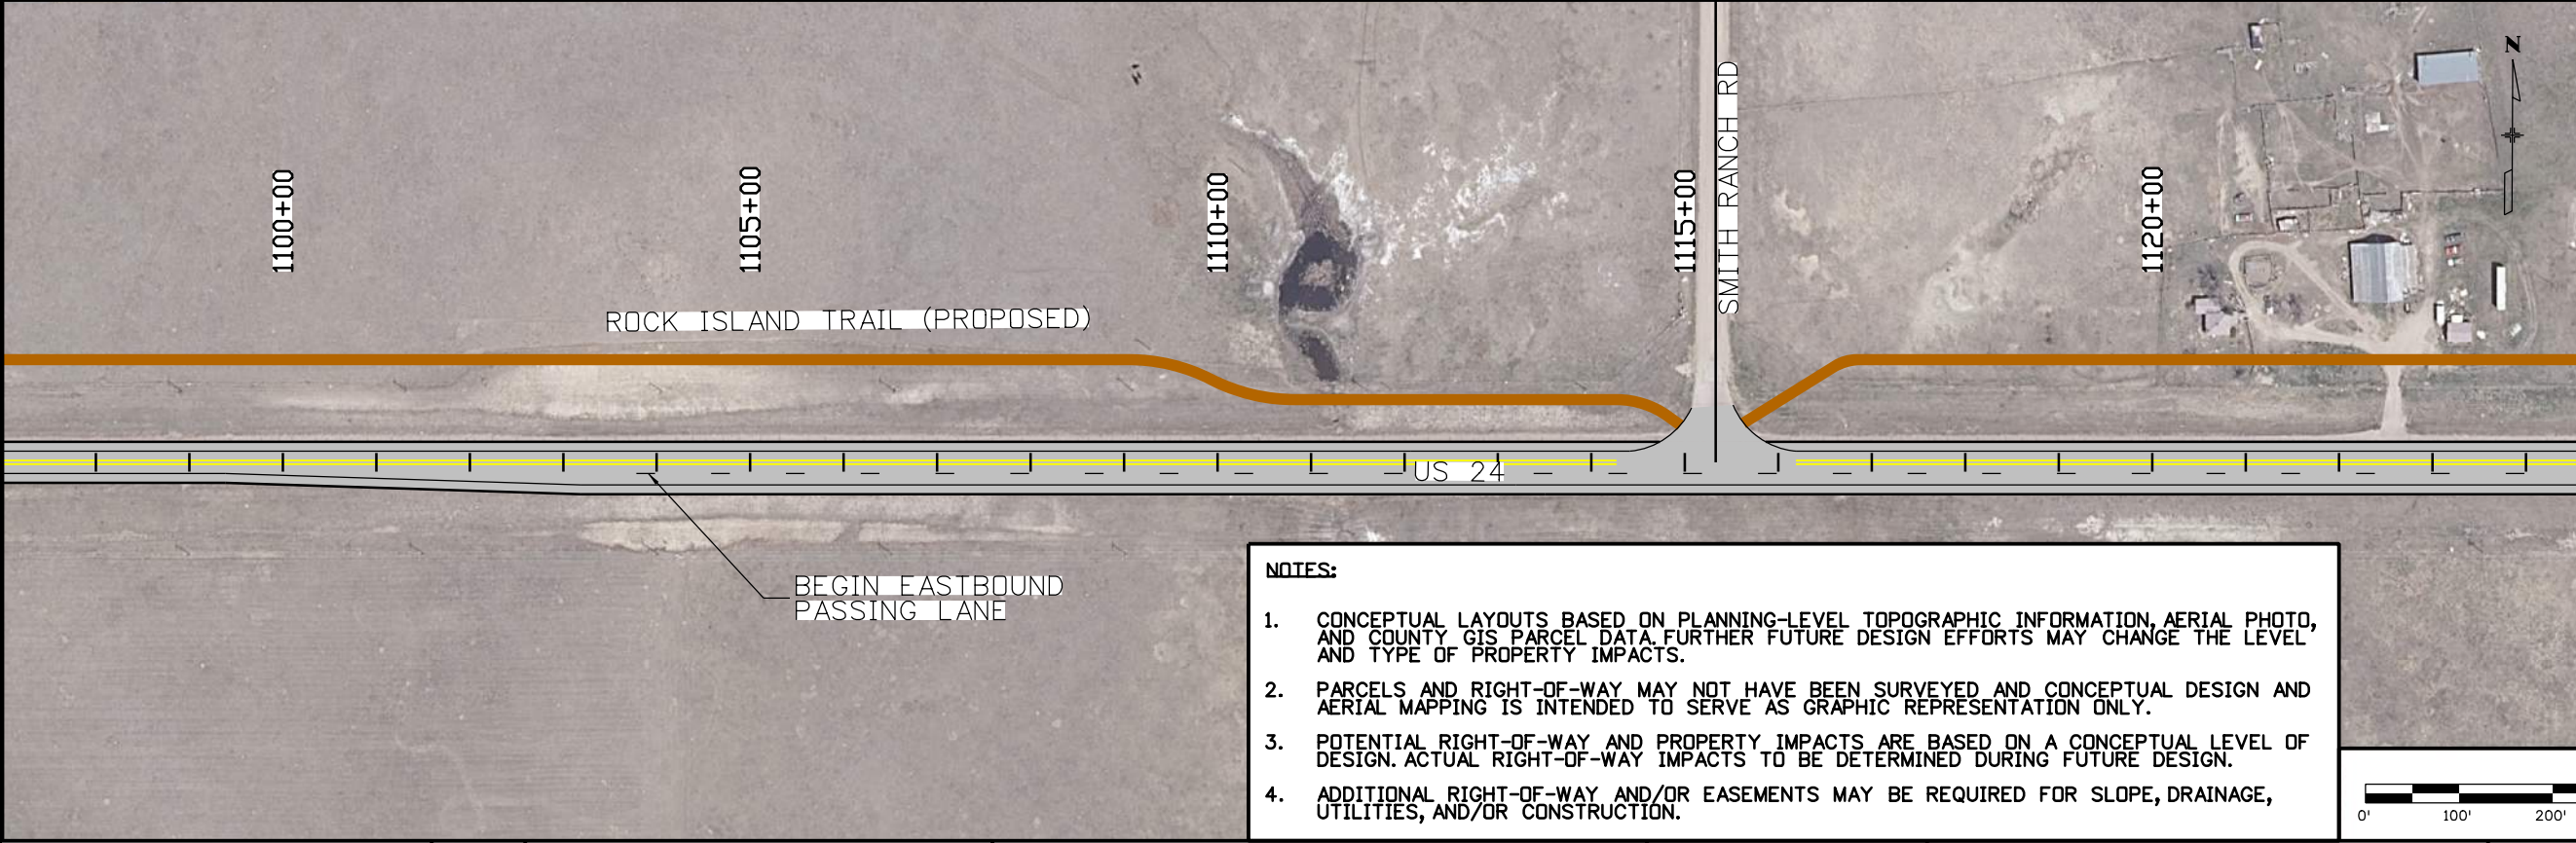 N
SMITH RANCH RD
1100+00
1105+00
1110+00
1115+00
1120+00
ROCK ISLAND TRAIL (PROPOSED)
US 24
BEGIN EASTBOUND
PASSING LANE
NOTES:
1. CONCEPTUAL LAYOUTS BASED ON PLANNING-LEVEL TOPOGRAPHIC INFORMATION, AERIAL PHOTO,
AND COUNTY GIS PARCEL DATA. FURTHER FUTURE DESIGN EFFORTS MAY CHANGE THE LEVEL
AND TYPE OF PROPERTY IMPACTS.
2. PARCELS AND RIGHT-OF-WAY MAY NOT HAVE BEEN SURVEYED AND CONCEPTUAL DESIGN AND
AERIAL MAPPING IS INTENDED TO SERVE AS GRAPHIC REPRESENTATION ONLY.
3. POTENTIAL RIGHT-OF-WAY AND PROPERTY IMPACTS ARE BASED ON A CONCEPTUAL LEVEL OF
DESIGN. ACTUAL RIGHT-OF-WAY IMPACTS TO BE DETERMINED DURING FUTURE DESIGN.
4. ADDITIONAL RIGHT-OF-WAY AND/OR EASEMENTS MAY BE REQUIRED FOR SLOPE, DRAINAGE,
UTILITIES, AND/OR CONSTRUCTION.
0' 100' 200'